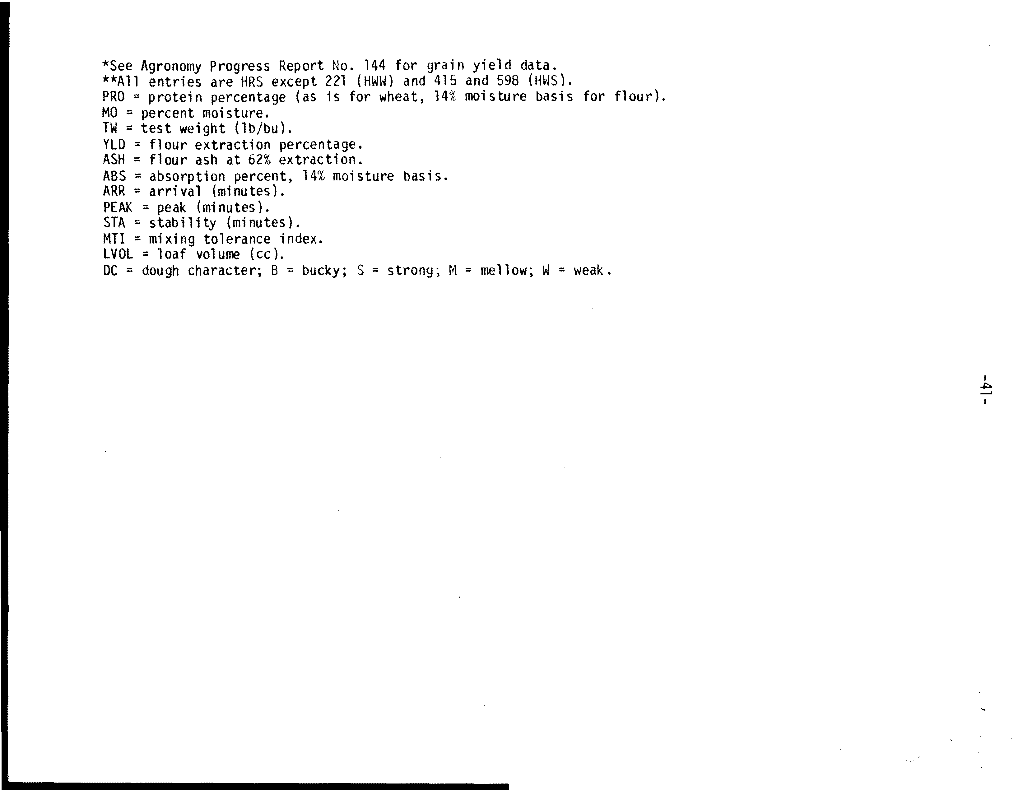 *See Agronomy Progress Report No. 144 for grain yield data.
**All entries are HRS except 221 (HWW) and 415 and 598 (HWS).
PRO = protein percentage (as is for wheat, 14% moisture basis for flour).
MO = percent moisture.
TW = test weight (lb/bu).
YLD = flour extraction percentage.
ASH = flour ash at 62% extraction.
ABS = absorption percent, 14% moisture basis.
ARR = arrival (minutes).
PEAK = peak (minutes).
STA = stability (minutes).
MTI = mixing tolerance index.
LVOL = loaf volume (cc).
DC = dough character; B = bucky; S = strong; M = mellow; W = weak.
-41-